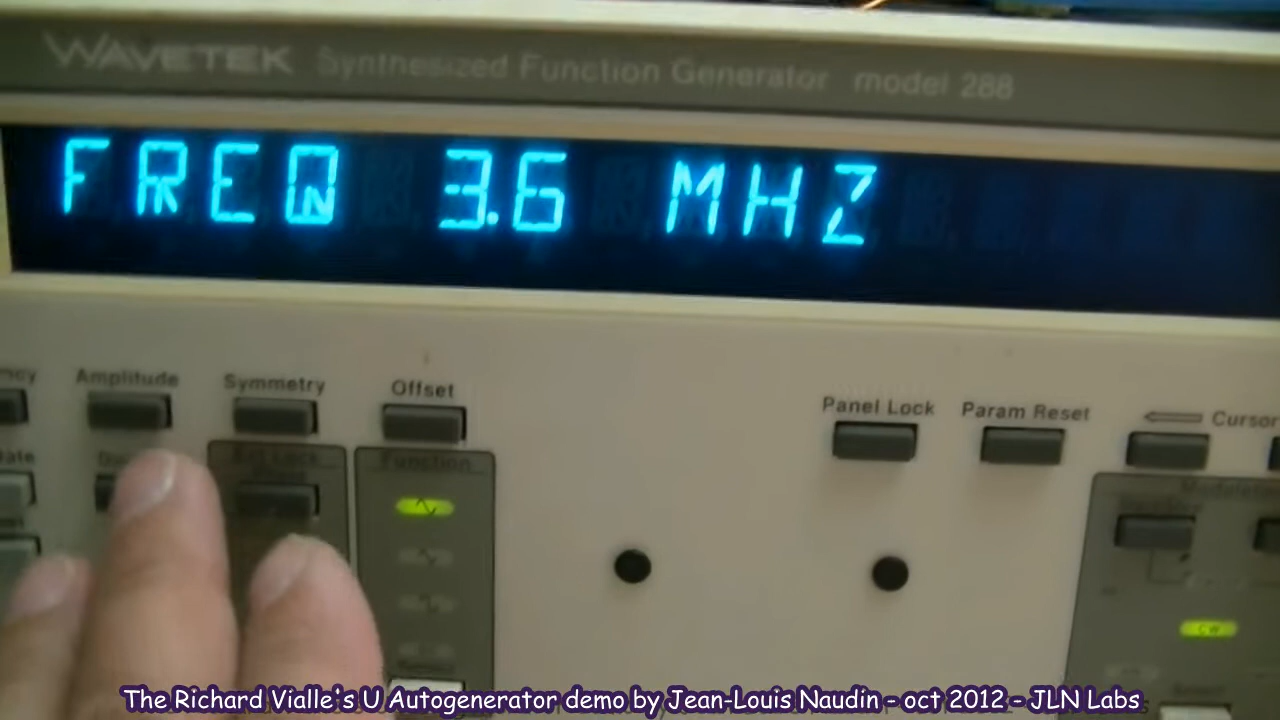 WAVETEK Synthesized Function Generator model 288
FREQ 3.6 MHZ
Amplitude Symmetry Offset Panel Lock Param Reset Cursor
Function
The Richard Vialle's U Autogenerator demo by Jean-Louis Naudin - oct 2012 - JLN Labs